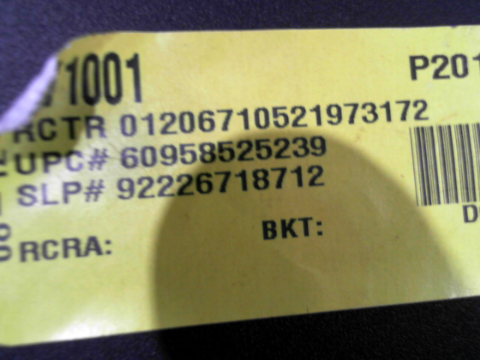 1001 P201
RCTR 01206710521973172
UPC# 60958525239
SLP# 92226718712
BKT:
RCRA: